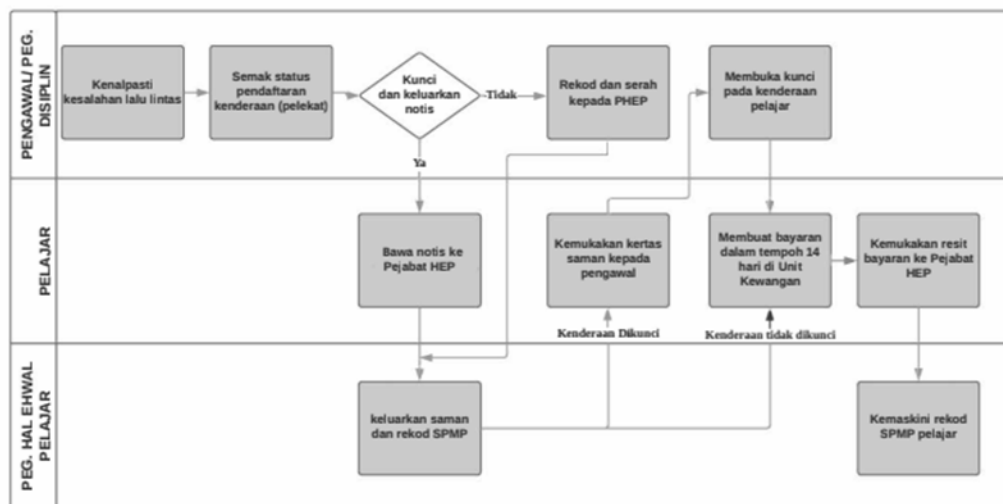 PENGAWAL/ PEG.
DISIPLIN
Kenalpasti
kesalahan lalu lintas
Semak status
pendaftaran
kenderaan (pelekat)
Kunci
dan keluarkan
notis
Tidak
Ya
Rekod dan serah
kepada PHEP
Membuka kunci
pada kenderaan
pelajar
PELAJAR
Bawa notis ke
Pejabat HEP
Kemukakan kertas
saman kepada
pengawal
Membuat bayaran
dalam tempoh 14
hari di Unit
Kewangan
Kemukakan resit
bayaran ke Pejabat
HEP
Kenderaan Dikunci
Kenderaan tidak dikunci
PEG. HAL EHWAL
PELAJAR
keluarkan saman
dan rekod SPMP
Kemaskini rekod
SPMP pelajar